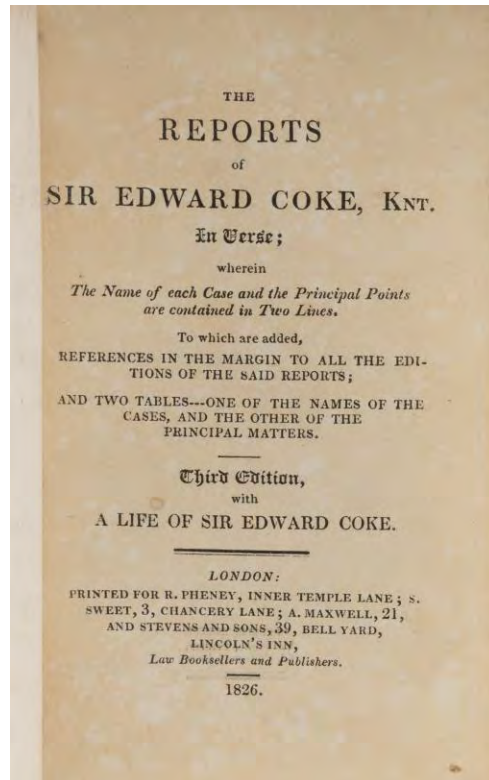 THE
REPORTS
of
SIR EDWARD COKE, KNT.
In Verse;
wherein
The Name of each Case and the Principal Points
are contained in Two Lines.
To which are added,
REFERENCES IN THE MARGIN TO ALL THE EDI-
TIONS OF THE SAID REPORTS;
AND TWO TABLES---ONE OF THE NAMES OF THE
CASES, AND THE OTHER OF THE
PRINCIPAL MATTERS.
Third Edition,
with
A LIFE OF SIR EDWARD COKE.
LONDON:
PRINTED FOR R. PHENEY, INNER TEMPLE LANE; S.
SWEET, 3, CHANCERY LANE; A. MAXWELL, 21,
AND STEVENS AND SONS, 39, BELL YARD,
LINCOLN'S INN,
Law Booksellers and Publishers.
1826.